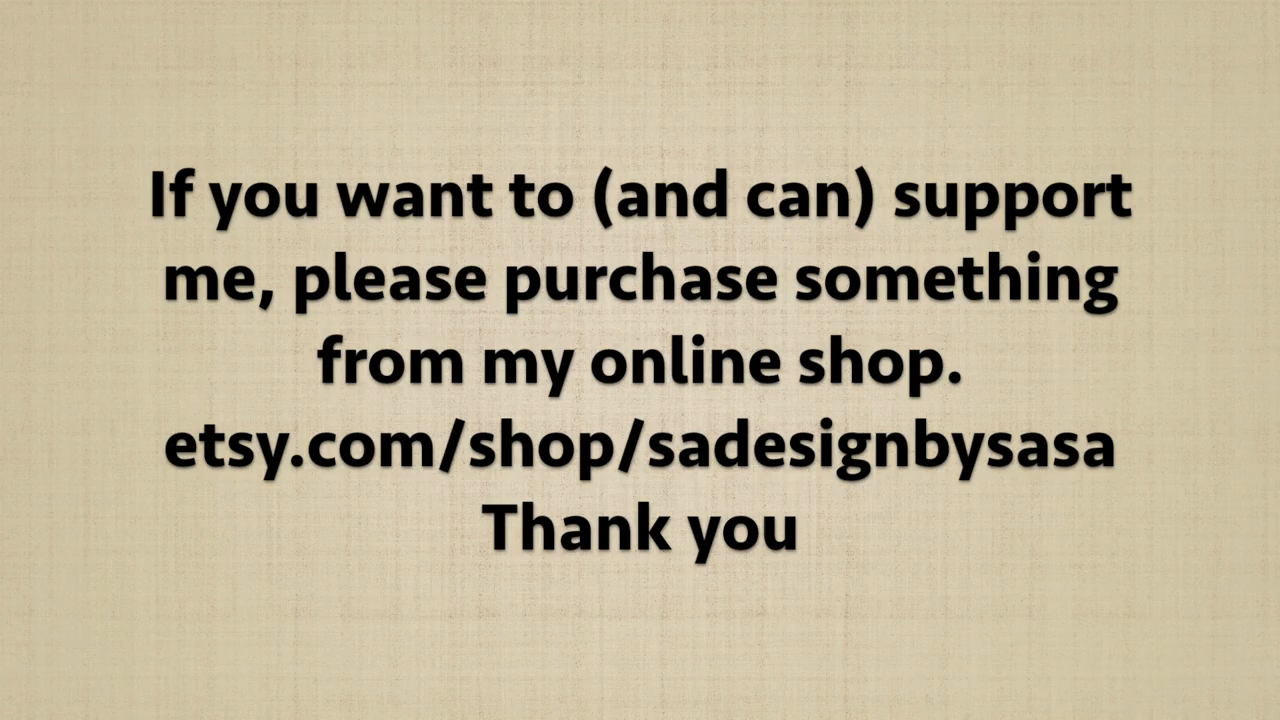 If you want to (and can) support
me, please purchase something
from my online shop.
etsy.com/shop/sadesignbysasa
Thank you